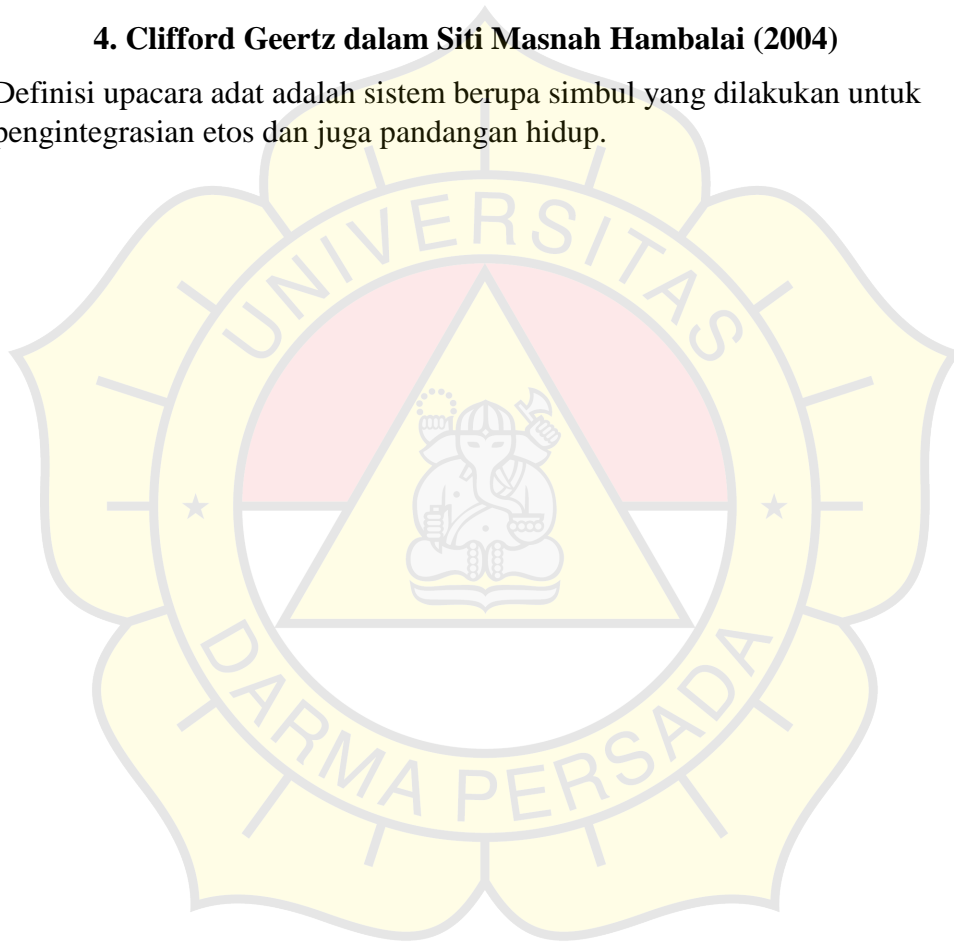 4. Clifford Geertz dalam Siti Masnah Hambalai (2004)
Definisi upacara adat adalah sistem berupa simbul yang dilakukan untuk
pengintegrasian etos dan juga pandangan hidup.
UNIVERSITAS
DARMA PERSADA